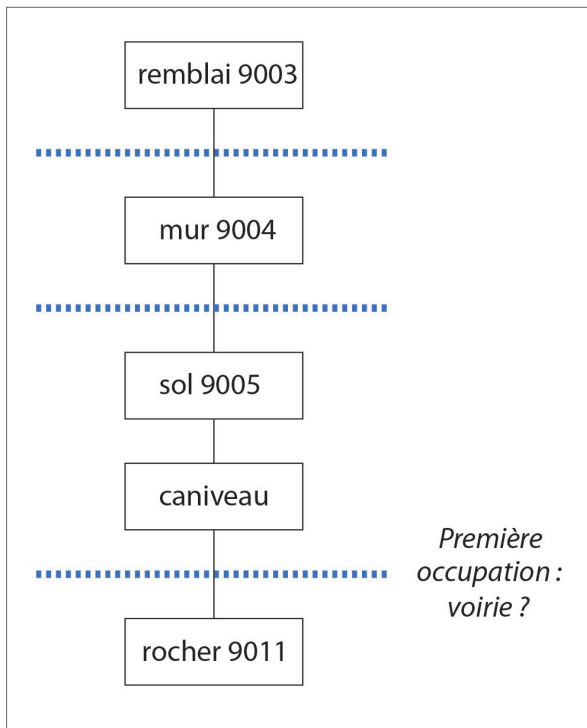 remblai 9003
mur 9004
sol 9005
caniveau
Première
occupation :
voirie ?
rocher 9011